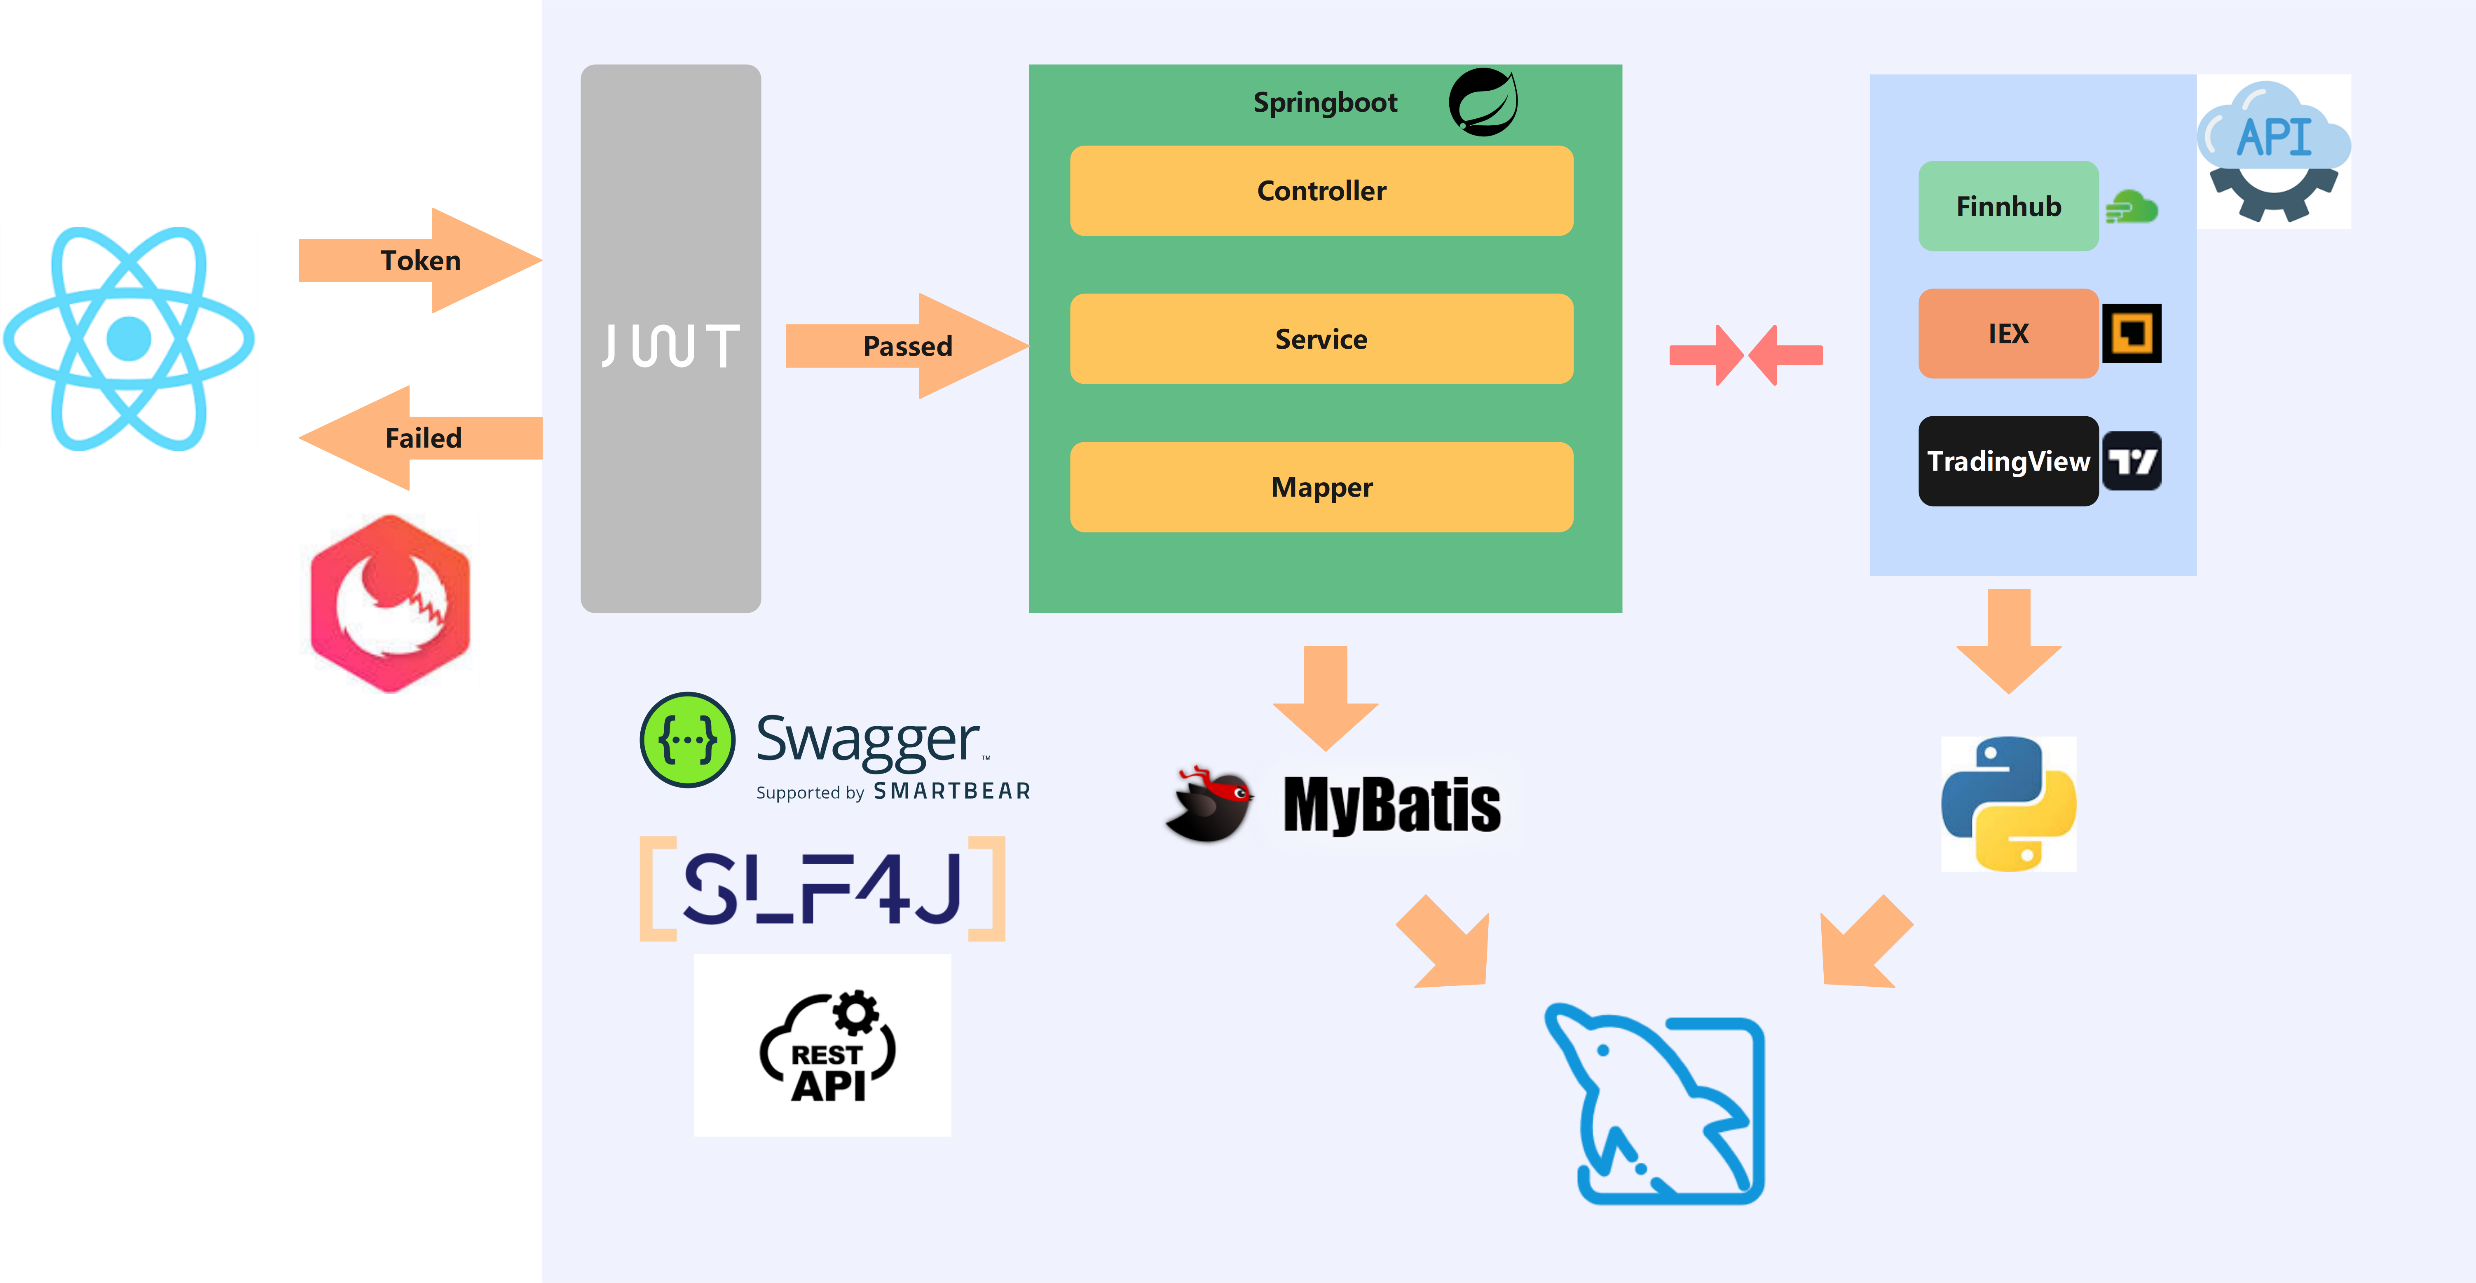 Token
Failed
JWT
Passed
Springboot
Controller
Service
Mapper
API
Finnhub
IEX
TradingView
{···} Swagger™
Supported by SMARTBEAR
[SLF4J]
REST
API
MyBatis